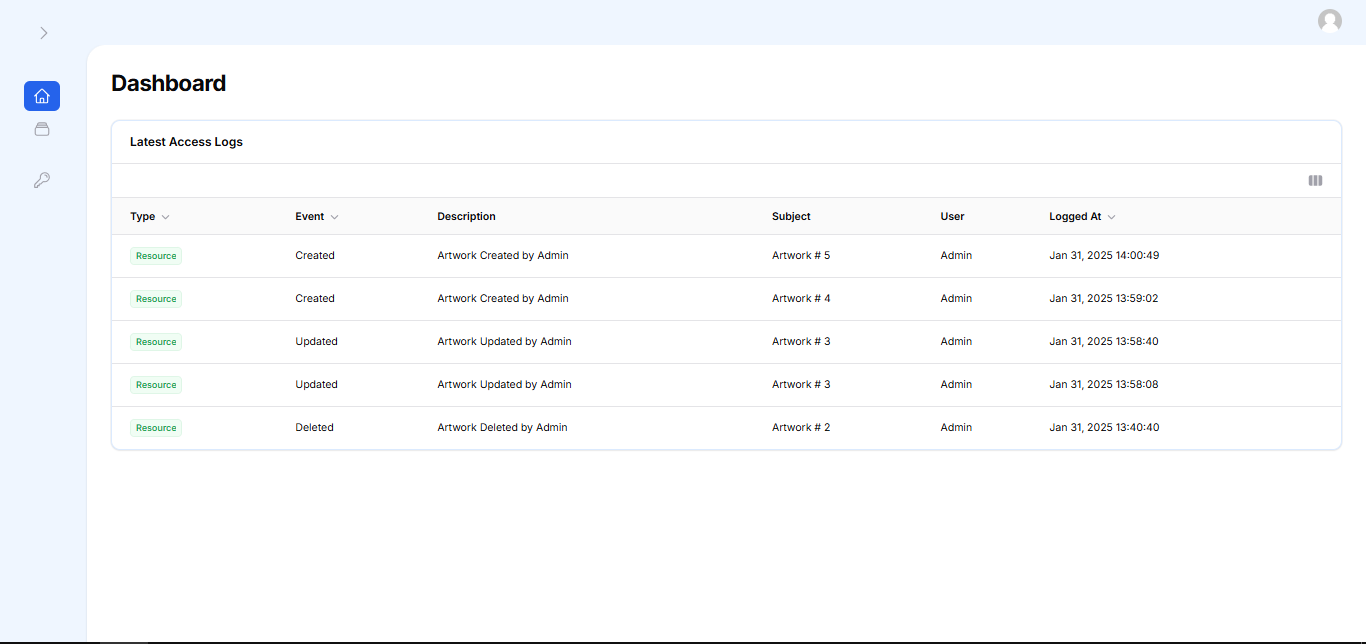 Dashboard
Latest Access Logs
Type Event Description Subject User Logged At
Resource Created Artwork Created by Admin Artwork # 5 Admin Jan 31, 2025 14:00:49
Resource Created Artwork Created by Admin Artwork # 4 Admin Jan 31, 2025 13:59:02
Resource Updated Artwork Updated by Admin Artwork # 3 Admin Jan 31, 2025 13:58:40
Resource Updated Artwork Updated by Admin Artwork # 3 Admin Jan 31, 2025 13:58:08
Resource Deleted Artwork Deleted by Admin Artwork # 2 Admin Jan 31, 2025 13:40:40